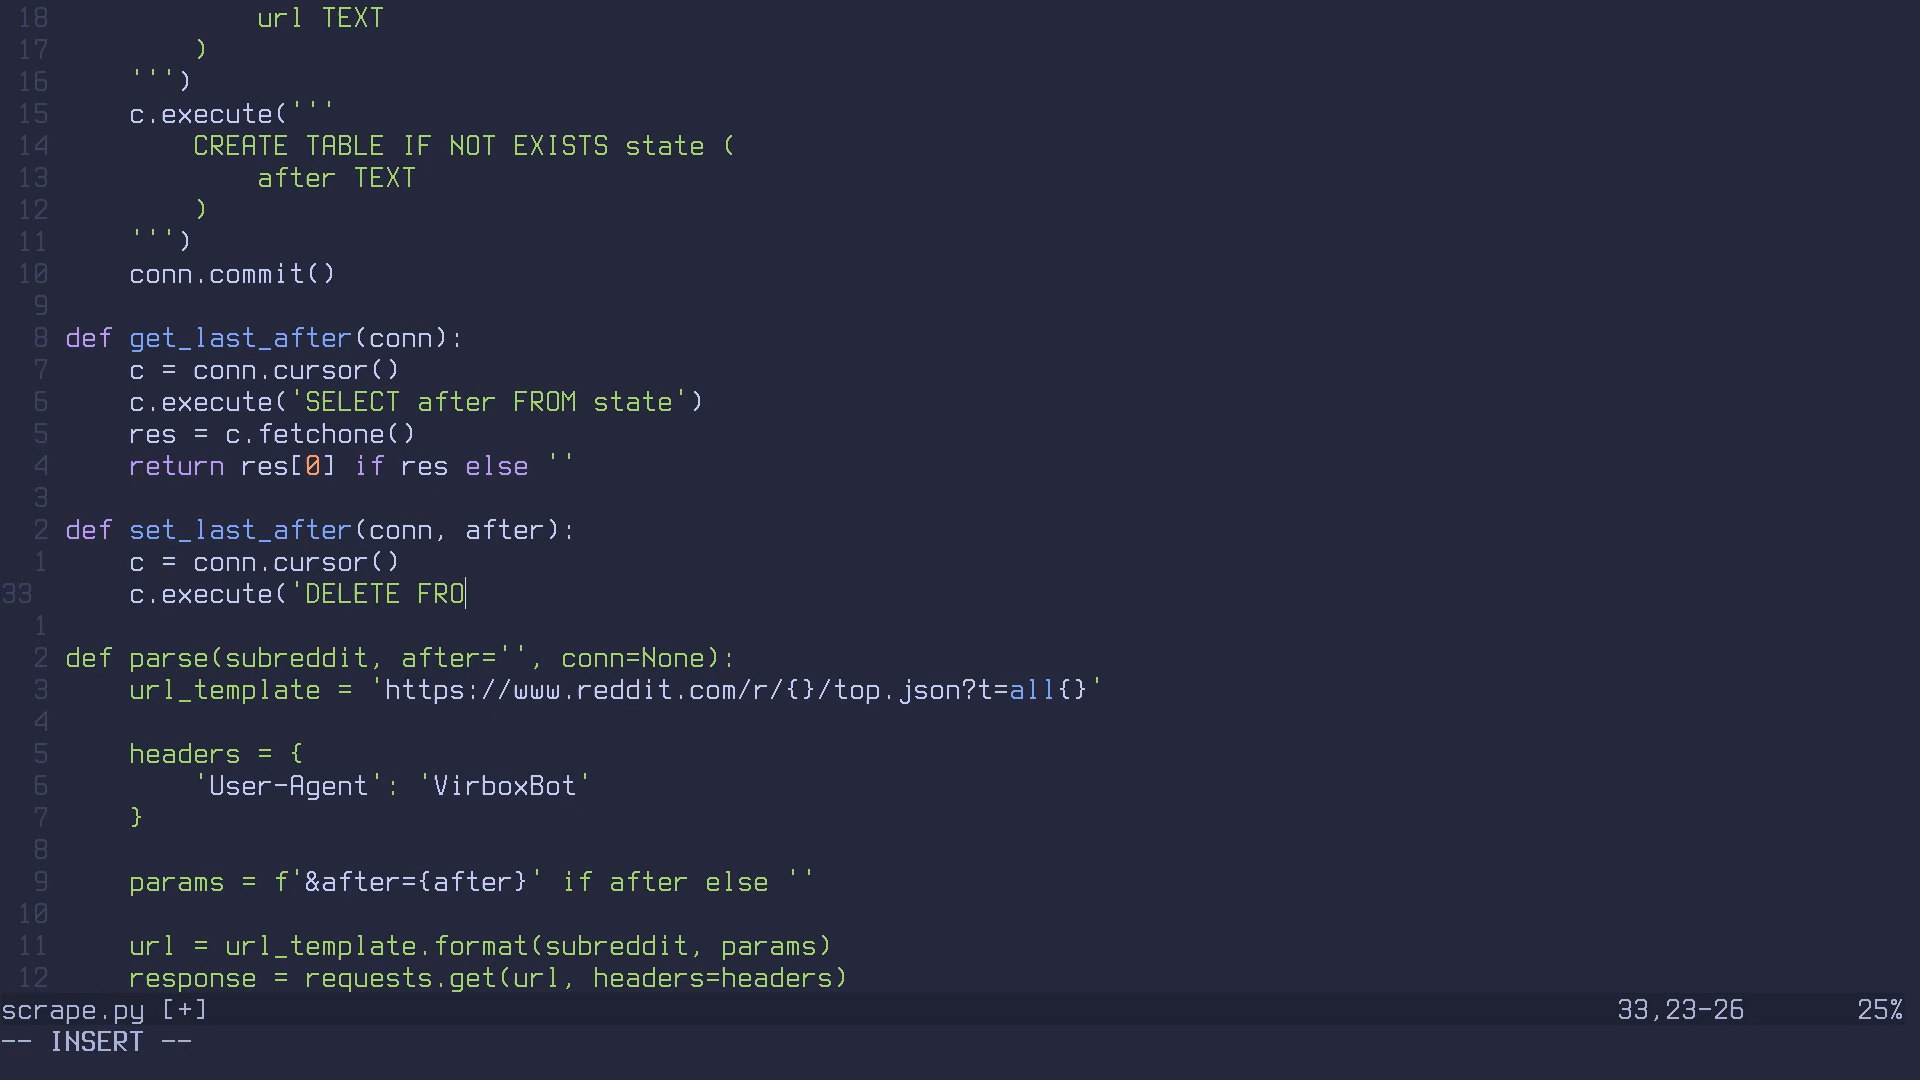 18             url TEXT
17         )
16     ''')
15     c.execute('''
14         CREATE TABLE IF NOT EXISTS state (
13             after TEXT
12         )
11     ''')
10     conn.commit()
9
8 def get_last_after(conn):
7     c = conn.cursor()
6     c.execute('SELECT after FROM state')
5     res = c.fetchone()
4     return res[0] if res else ''
3
2 def set_last_after(conn, after):
1     c = conn.cursor()
33     c.execute('DELETE FRO
1
2 def parse(subreddit, after='', conn=None):
3     url_template = 'https://www.reddit.com/r/{}/top.json?t=all{}'
4
5     headers = {
6         'User-Agent': 'VirboxBot'
7     }
8
9     params = f'&after={after}' if after else ''
10
11     url = url_template.format(subreddit, params)
12     response = requests.get(url, headers=headers)
scrape.py [+] 33,23-26 25%
-- INSERT --